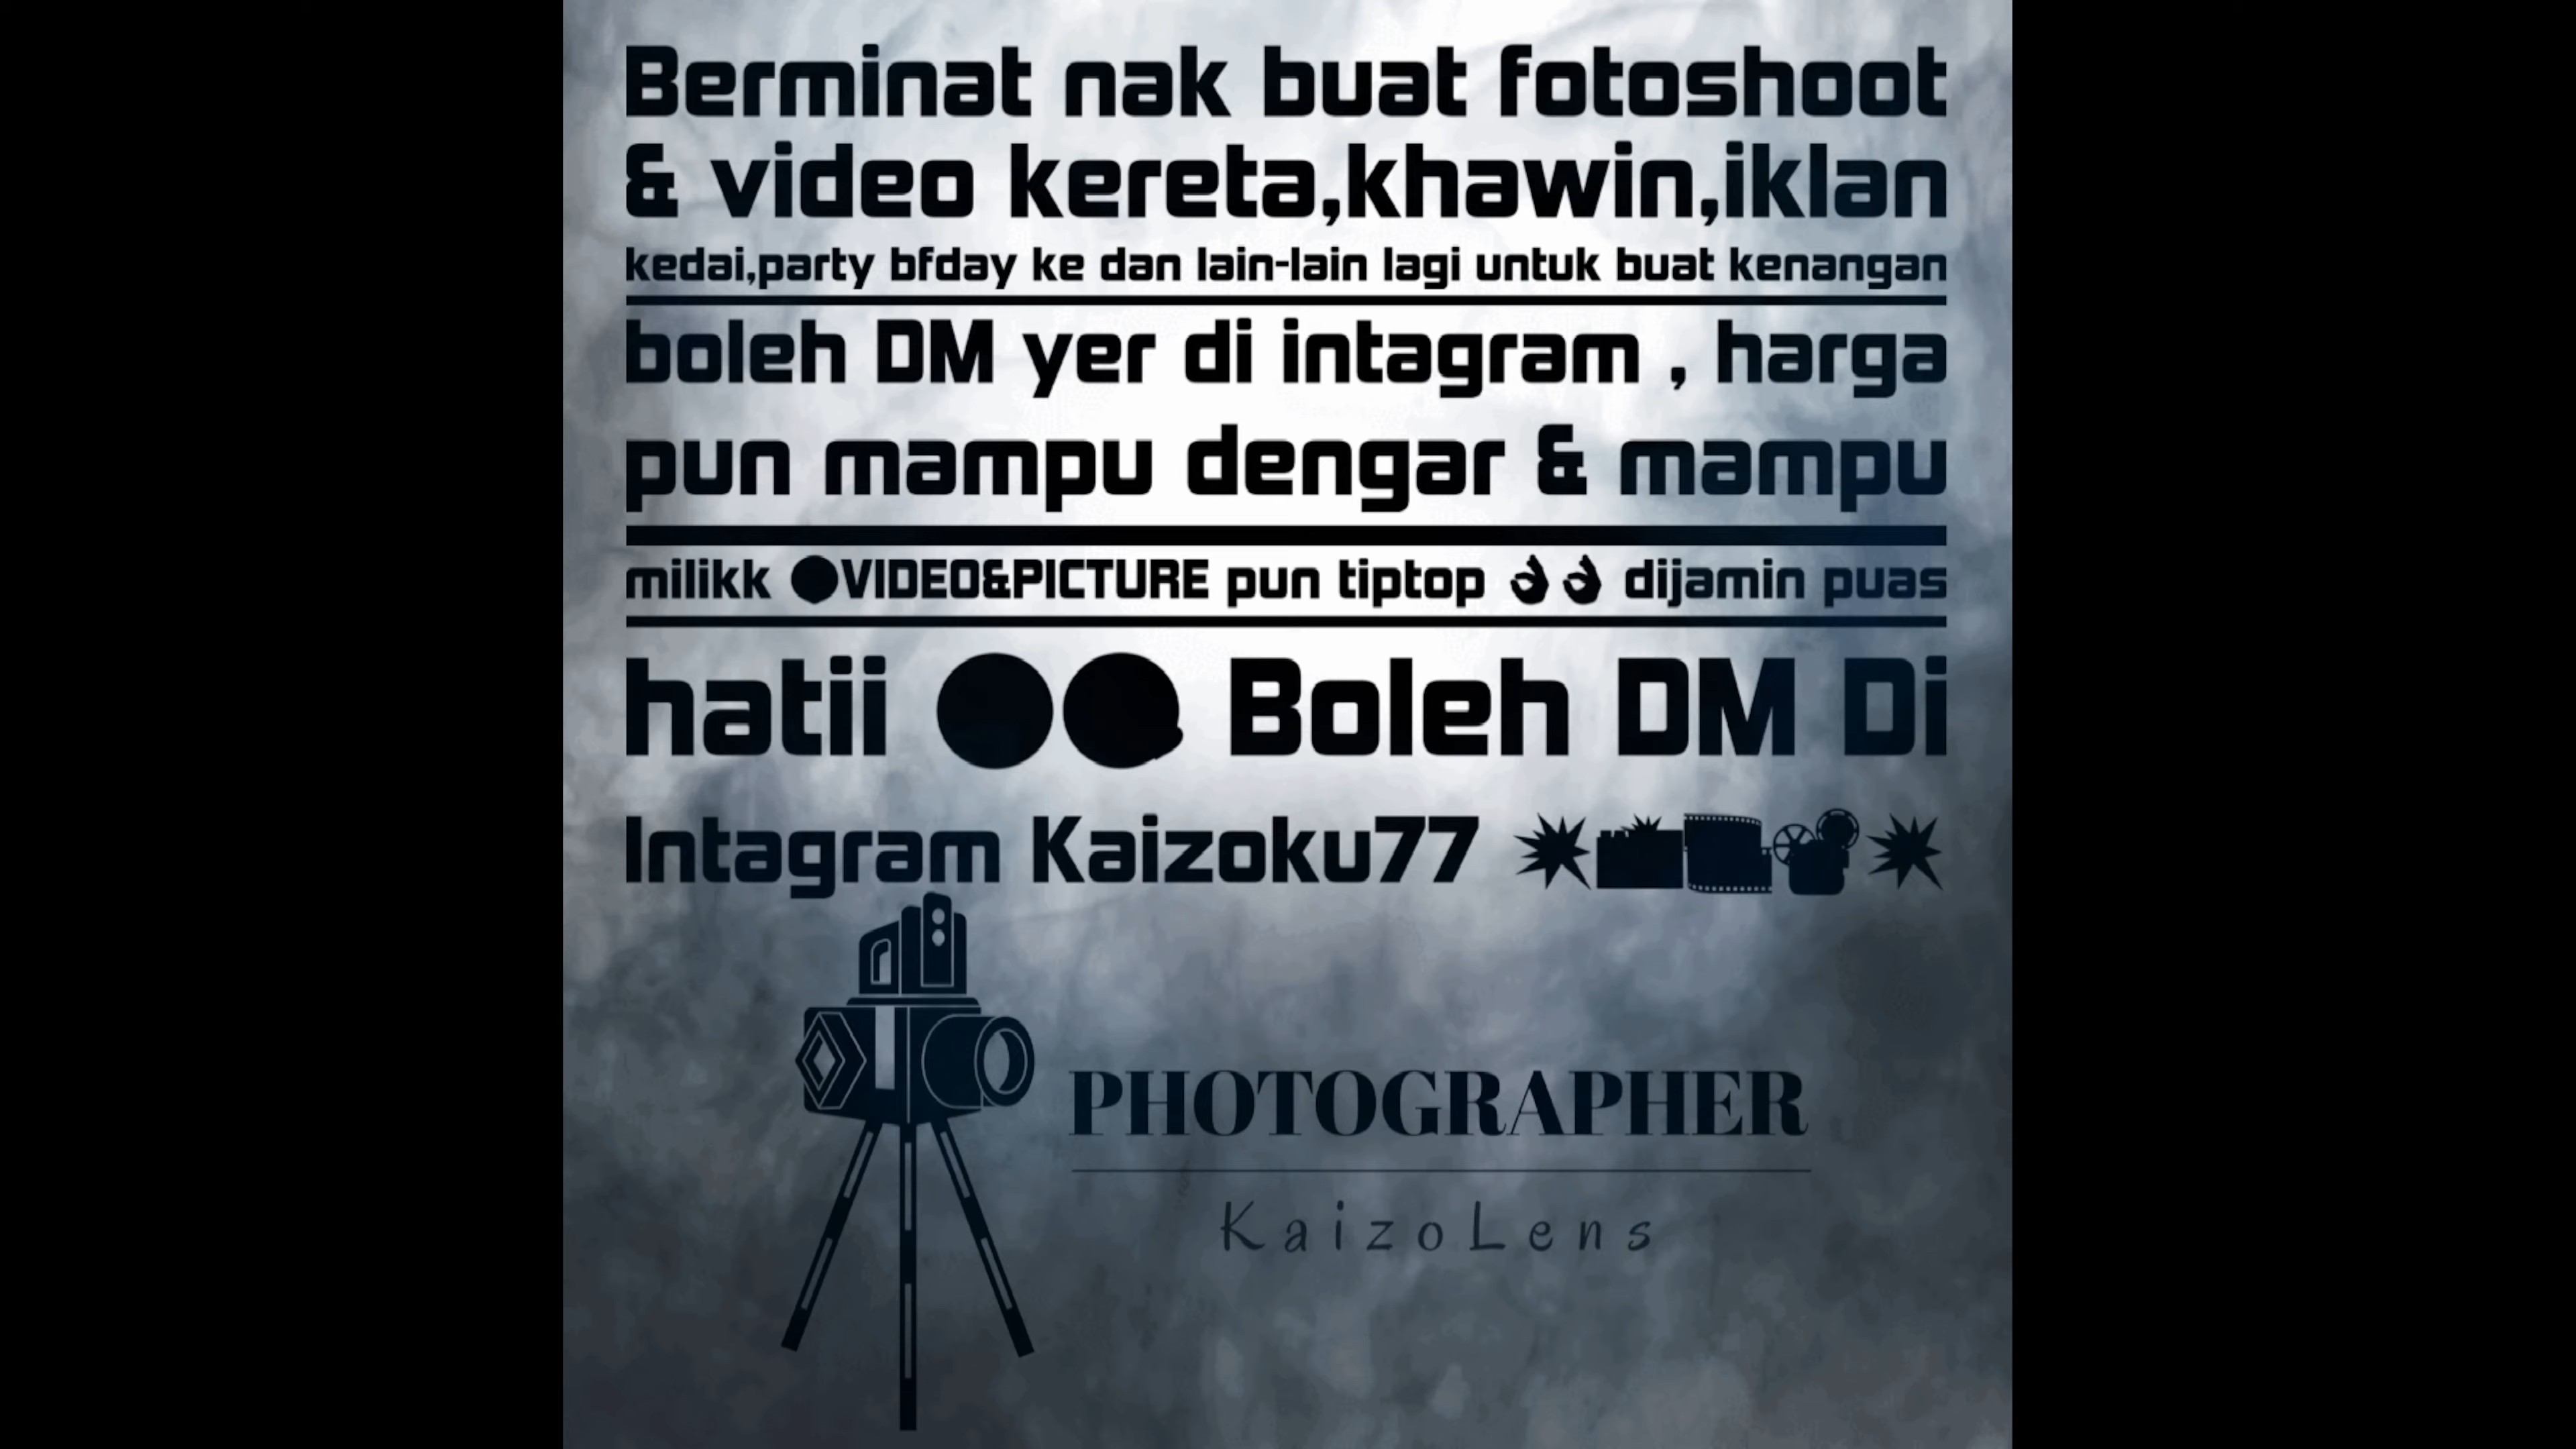 Berminat nak buat fotoshoot
& video kereta,khawin,iklan
kedai,party bfday ke dan lain-lain lagi untuk buat kenangan
boleh DM yer di intagram , harga
pun mampu dengar & mampu
milikk ●VIDEO&PICTURE pun tiptop 👌👌 dijamin puas
hatii ●● Boleh DM Di
Intagram Kaizoku77
PHOTOGRAPHER
KaizoLens